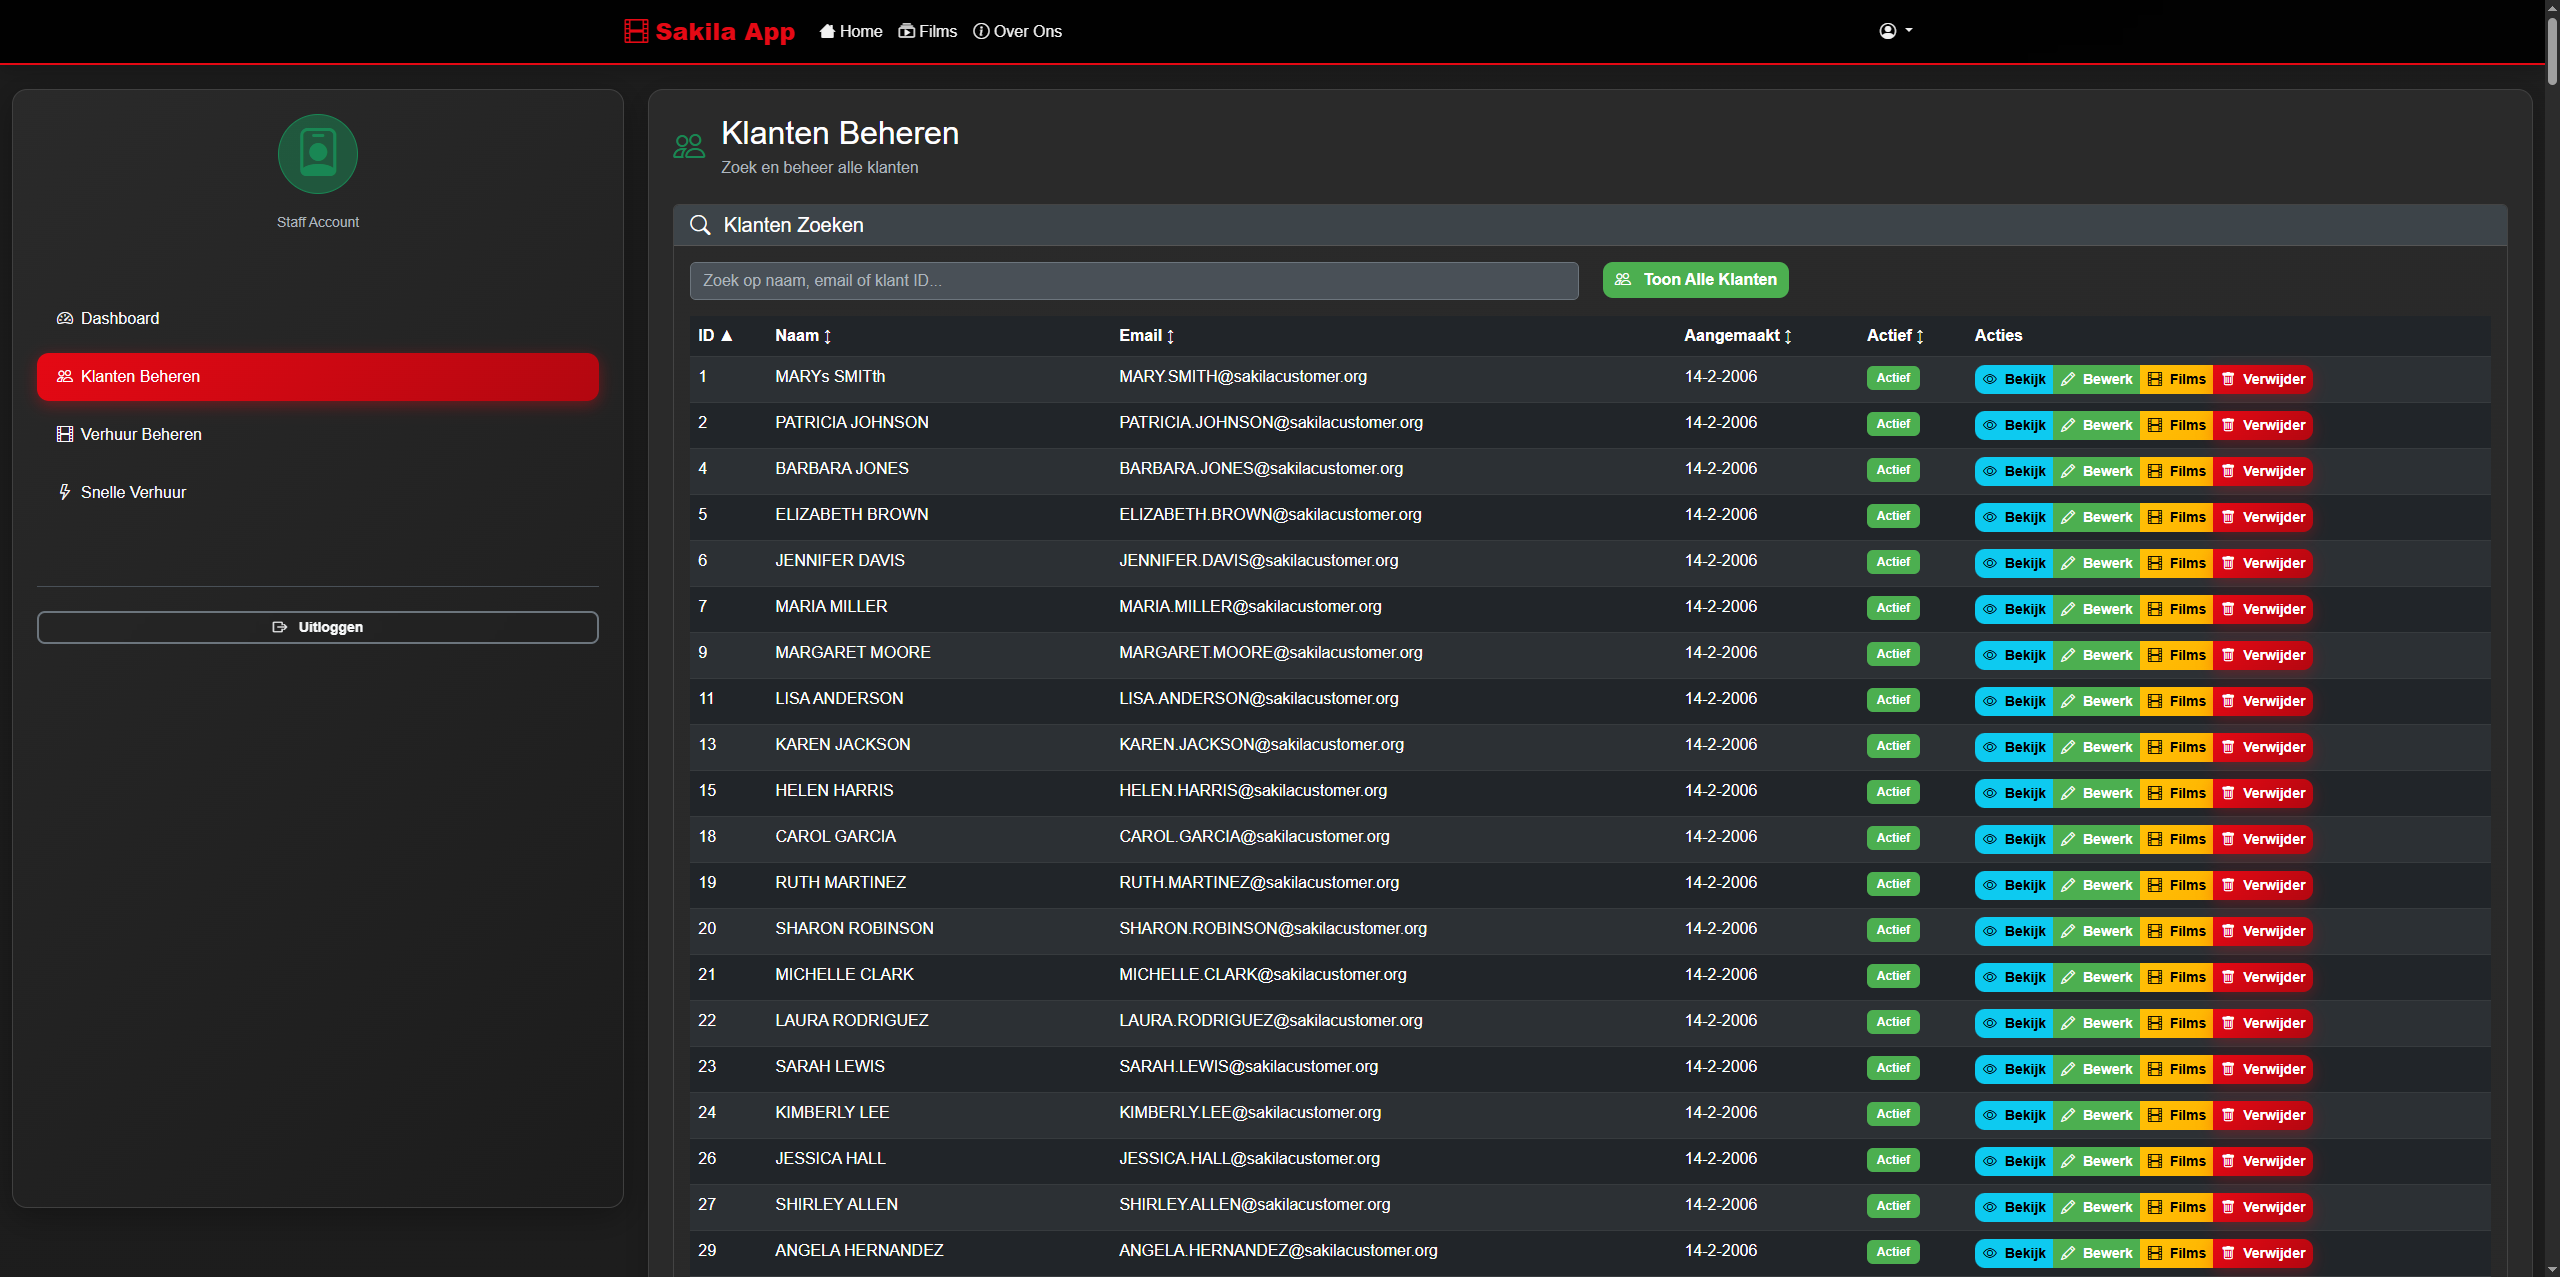 Sakila App Home Films Over Ons
Staff Account
Dashboard
Klanten Beheren
Verhuur Beheren
Snelle Verhuur
Uitloggen
Klanten Beheren
Zoek en beheer alle klanten
Klanten Zoeken
Zoek op naam, email of klant ID... Toon Alle Klanten
ID ▲ Naam ↕ Email ↕ Aangemaakt ↕ Actief ↕ Acties
1 MARYs SMITth MARY.SMITH@sakilacustomer.org 14-2-2006 Actief Bekijk Bewerk Films Verwijder
2 PATRICIA JOHNSON PATRICIA.JOHNSON@sakilacustomer.org 14-2-2006 Actief Bekijk Bewerk Films Verwijder
4 BARBARA JONES BARBARA.JONES@sakilacustomer.org 14-2-2006 Actief Bekijk Bewerk Films Verwijder
5 ELIZABETH BROWN ELIZABETH.BROWN@sakilacustomer.org 14-2-2006 Actief Bekijk Bewerk Films Verwijder
6 JENNIFER DAVIS JENNIFER.DAVIS@sakilacustomer.org 14-2-2006 Actief Bekijk Bewerk Films Verwijder
7 MARIA MILLER MARIA.MILLER@sakilacustomer.org 14-2-2006 Actief Bekijk Bewerk Films Verwijder
9 MARGARET MOORE MARGARET.MOORE@sakilacustomer.org 14-2-2006 Actief Bekijk Bewerk Films Verwijder
11 LISA ANDERSON LISA.ANDERSON@sakilacustomer.org 14-2-2006 Actief Bekijk Bewerk Films Verwijder
13 KAREN JACKSON KAREN.JACKSON@sakilacustomer.org 14-2-2006 Actief Bekijk Bewerk Films Verwijder
15 HELEN HARRIS HELEN.HARRIS@sakilacustomer.org 14-2-2006 Actief Bekijk Bewerk Films Verwijder
18 CAROL GARCIA CAROL.GARCIA@sakilacustomer.org 14-2-2006 Actief Bekijk Bewerk Films Verwijder
19 RUTH MARTINEZ RUTH.MARTINEZ@sakilacustomer.org 14-2-2006 Actief Bekijk Bewerk Films Verwijder
20 SHARON ROBINSON SHARON.ROBINSON@sakilacustomer.org 14-2-2006 Actief Bekijk Bewerk Films Verwijder
21 MICHELLE CLARK MICHELLE.CLARK@sakilacustomer.org 14-2-2006 Actief Bekijk Bewerk Films Verwijder
22 LAURA RODRIGUEZ LAURA.RODRIGUEZ@sakilacustomer.org 14-2-2006 Actief Bekijk Bewerk Films Verwijder
23 SARAH LEWIS SARAH.LEWIS@sakilacustomer.org 14-2-2006 Actief Bekijk Bewerk Films Verwijder
24 KIMBERLY LEE KIMBERLY.LEE@sakilacustomer.org 14-2-2006 Actief Bekijk Bewerk Films Verwijder
26 JESSICA HALL JESSICA.HALL@sakilacustomer.org 14-2-2006 Actief Bekijk Bewerk Films Verwijder
27 SHIRLEY ALLEN SHIRLEY.ALLEN@sakilacustomer.org 14-2-2006 Actief Bekijk Bewerk Films Verwijder
29 ANGELA HERNANDEZ ANGELA.HERNANDEZ@sakilacustomer.org 14-2-2006 Actief Bekijk Bewerk Films Verwijder